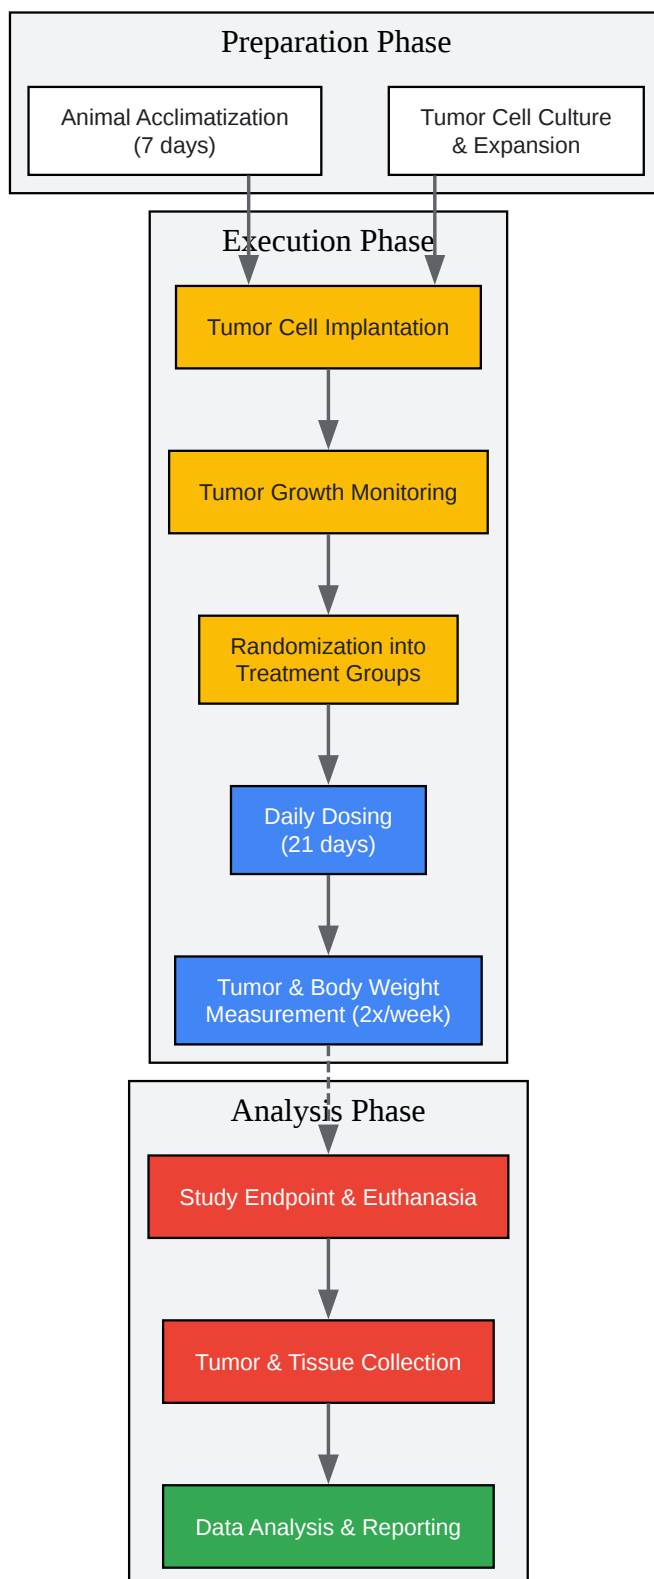 Preparation Phase
Animal Acclimatization
(7 days)
Tumor Cell Culture
& Expansion
Execution Phase
Tumor Cell Implantation
Tumor Growth Monitoring
Randomization into
Treatment Groups
Daily Dosing
(21 days)
Tumor & Body Weight
Measurement (2x/week)
Analysis Phase
Study Endpoint & Euthanasia
Tumor & Tissue Collection
Data Analysis & Reporting